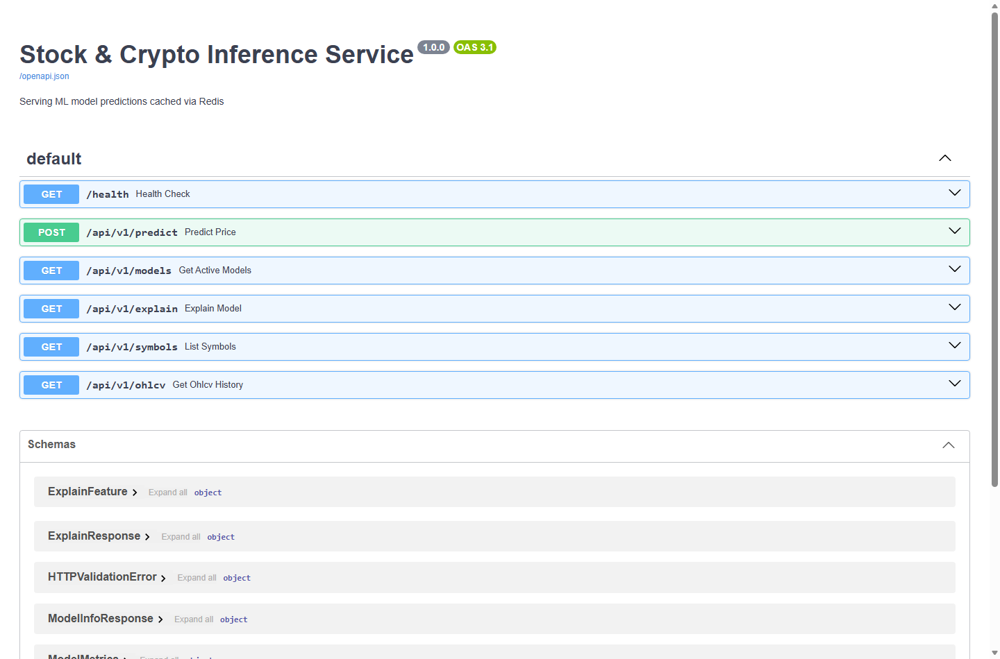 Stock & Crypto Inference Service 1.0.0 OAS 3.1
/openapi.json
Serving ML model predictions cached via Redis
default
GET /health Health Check
POST /api/v1/predict Predict Price
GET /api/v1/models Get Active Models
GET /api/v1/explain Explain Model
GET /api/v1/symbols List Symbols
GET /api/v1/ohlcv Get Ohlcv History
Schemas
ExplainFeature Expand all object
ExplainResponse Expand all object
HTTPValidationError Expand all object
ModelInfoResponse Expand all object
ModelMetrics Expand all object